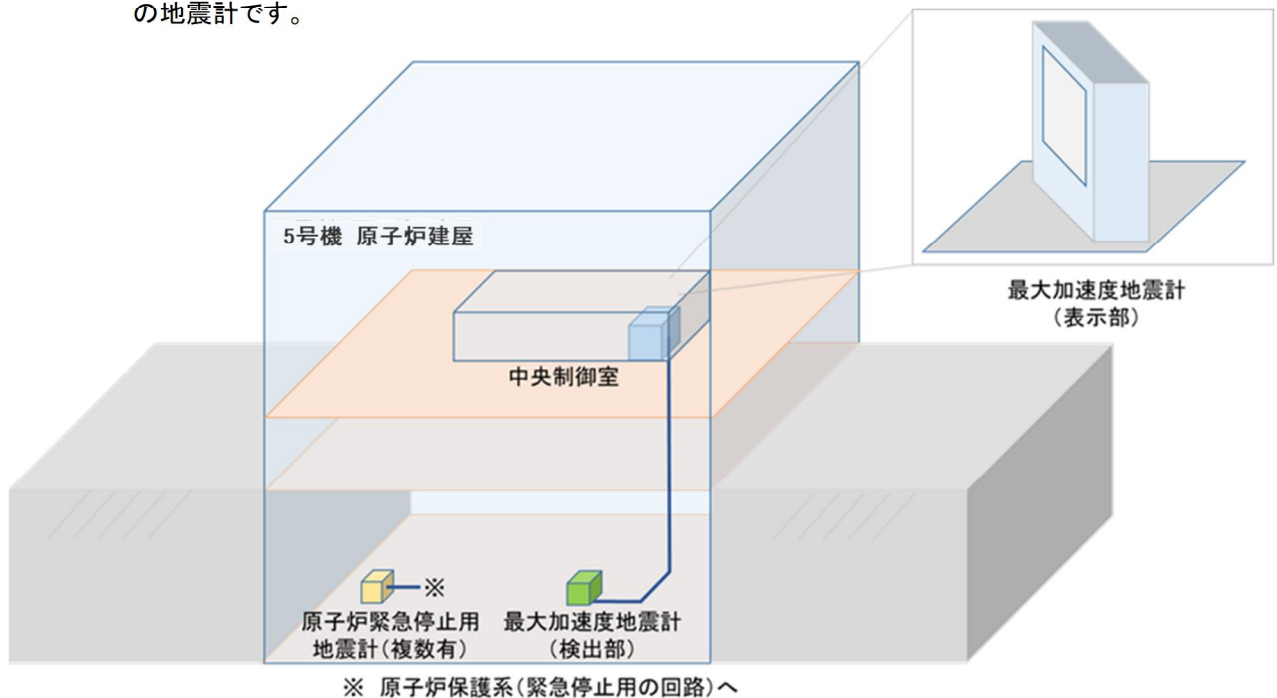 の地震計です。
5号機 原子炉建屋
最大加速度地震計
（表示部）
中央制御室
※
原子炉緊急停止用
地震計（複数有）
最大加速度地震計
（検出部）
※ 原子炉保護系（緊急停止用の回路）へ